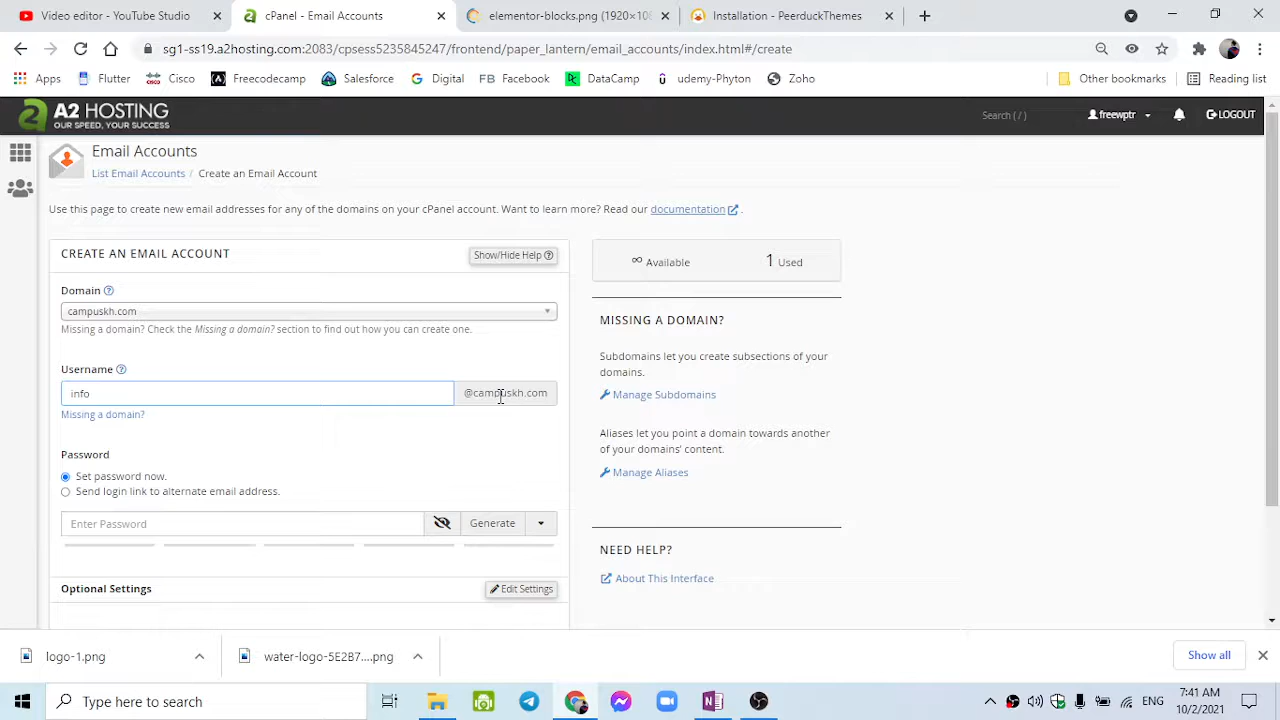 Video editor - YouTube Studio
cPanel - Email Accounts
elementor-blocks.png (1920×106
Installation - PeerduckThemes
sg1-ss19.a2hosting.com:2083/cpsess5235845247/frontend/paper_lantern/email_accounts/index.html#/create
Apps
Flutter
Cisco
Freecodecamp
Salesforce
Digital
Facebook
DataCamp
udemy-Phyton
Zoho
Other bookmarks
Reading list
A2 HOSTING
OUR SPEED, YOUR SUCCESS
Search ( / )
freewptr
LOGOUT
Email Accounts
List Email Accounts / Create an Email Account
Use this page to create new email addresses for any of the domains on your cPanel account. Want to learn more? Read our documentation .
CREATE AN EMAIL ACCOUNT
Show/Hide Help
Domain
campuskh.com
Missing a domain? Check the Missing a domain? section to find out how you can create one.
Username
info
@campuskh.com
Missing a domain?
Password
Set password now.
Send login link to alternate email address.
Enter Password
Generate
Optional Settings
Edit Settings
∞ Available
1 Used
MISSING A DOMAIN?
Subdomains let you create subsections of your
domains.
Manage Subdomains
Aliases let you point a domain towards another
of your domains' content.
Manage Aliases
NEED HELP?
About This Interface
logo-1.png
water-logo-5E2B7....png
Show all
Type here to search
ENG
7:41 AM
10/2/2021